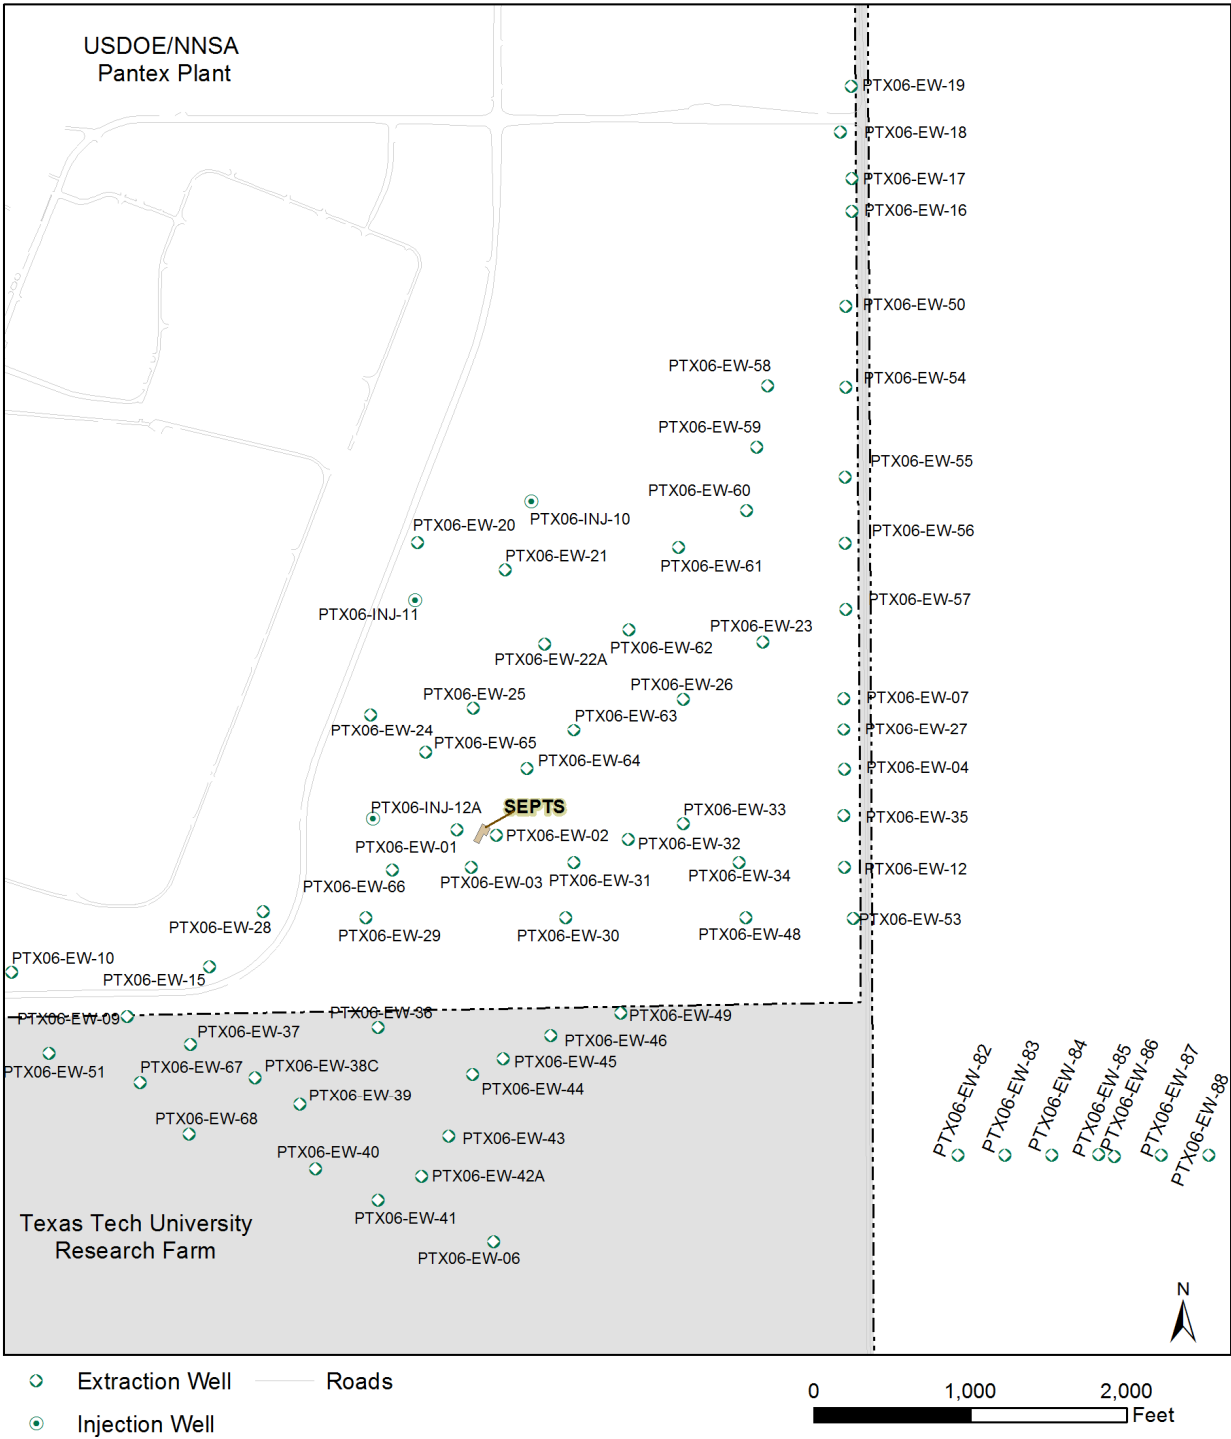 USDOE/NNSA
Pantex Plant
PTX06-EW-19
PTX06-EW-18
PTX06-EW-17
PTX06-EW-16
PTX06-EW-50
PTX06-EW-58
PTX06-EW-54
PTX06-EW-59
PTX06-EW-55
PTX06-EW-60
PTX06-INJ-10
PTX06-EW-20
PTX06-EW-56
PTX06-EW-21
PTX06-EW-61
PTX06-EW-57
PTX06-INJ-11
PTX06-EW-23
PTX06-EW-62
PTX06-EW-22A
PTX06-EW-26
PTX06-EW-25
PTX06-EW-07
PTX06-EW-63
PTX06-EW-24
PTX06-EW-27
PTX06-EW-65
PTX06-EW-64
PTX06-EW-04
SEPTS
PTX06-INJ-12A
PTX06-EW-33
PTX06-EW-35
PTX06-EW-02
PTX06-EW-32
PTX06-EW-01
PTX06-EW-12
PTX06-EW-66
PTX06-EW-03
PTX06-EW-31
PTX06-EW-34
PTX06-EW-53
PTX06-EW-28
PTX06-EW-29
PTX06-EW-30
PTX06-EW-48
PTX06-EW-10
PTX06-EW-15
PTX06-EW-09
PTX06-EW-36
PTX06-EW-49
PTX06-EW-37
PTX06-EW-46
PTX06-EW-51
PTX06-EW-67
PTX06-EW-38C
PTX06-EW-45
PTX06-EW-44
PTX06-EW-39
PTX06-EW-68
PTX06-EW-43
PTX06-EW-40
PTX06-EW-42A
PTX06-EW-41
PTX06-EW-06
PTX06-EW-82
PTX06-EW-83
PTX06-EW-84
PTX06-EW-85
PTX06-EW-86
PTX06-EW-87
PTX06-EW-88
Texas Tech University
Research Farm
N
Extraction Well
Roads
Injection Well
0 1,000 2,000
Feet